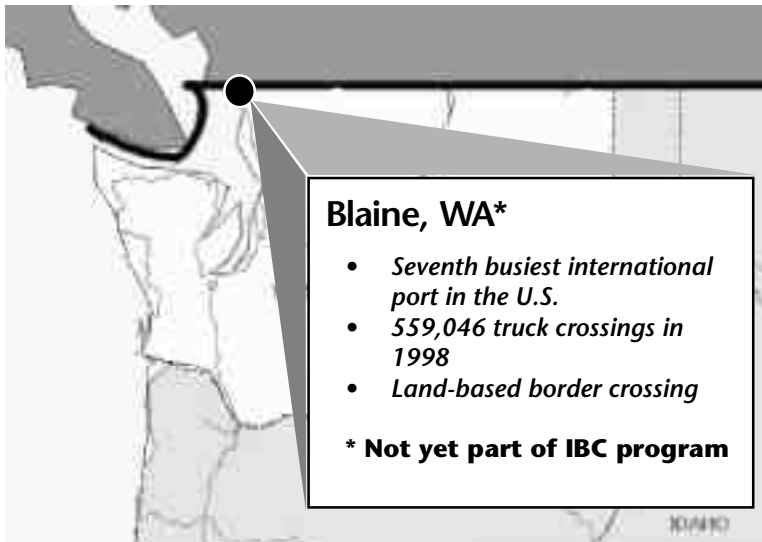 Blaine, WA*
• Seventh busiest international
port in the U.S.
• 559,046 truck crossings in
1998
• Land-based border crossing
* Not yet part of IBC program
IDAHO